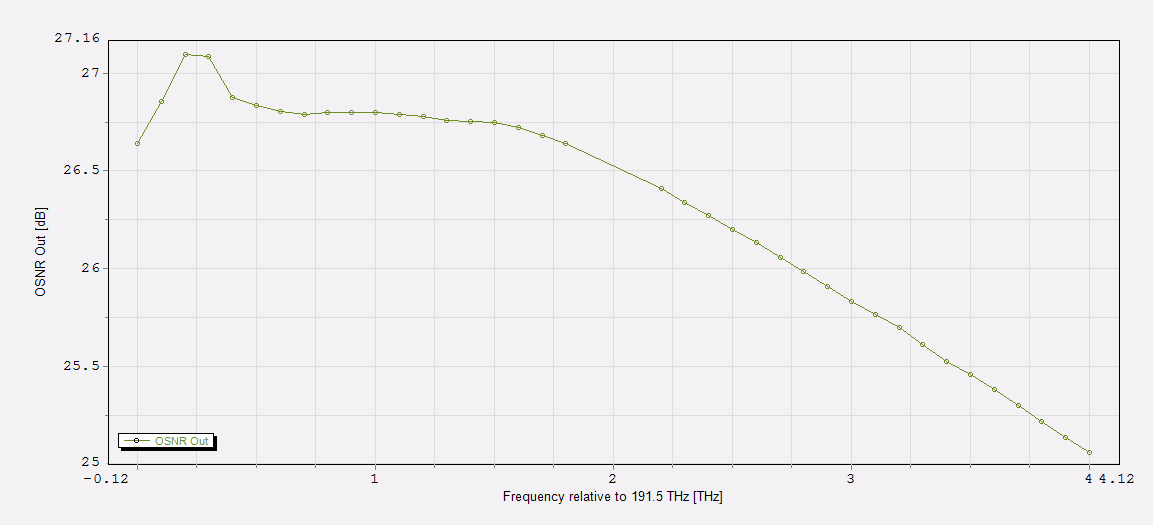 27.16
27
26.5
26
25.5
25
OSNR Out [dB]
OSNR Out
-0.12 1 2 3 4 4.12
Frequency relative to 191.5 THz [THz]